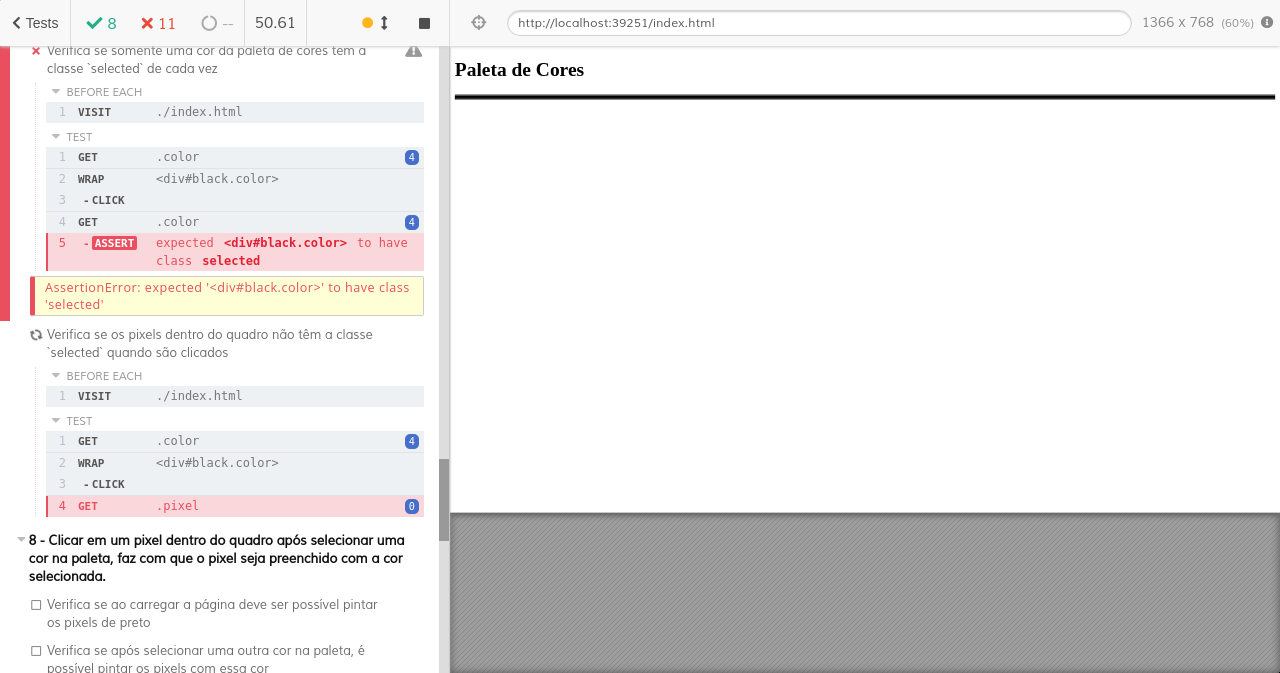 Tests 8 11 -- 50.61 http://localhost:39251/index.html 1366 x 768 (60%)
Verifica se somente uma cor da paleta de cores tem a
classe `selected` de cada vez
BEFORE EACH
1 VISIT ./index.html
TEST
1 GET .color 4
2 WRAP <div#black.color>
3 -CLICK
4 GET .color 4
5 -ASSERT expected <div#black.color> to have
class selected
AssertionError: expected '<div#black.color>' to have class
'selected'
Verifica se os pixels dentro do quadro não têm a classe
`selected` quando são clicados
BEFORE EACH
1 VISIT ./index.html
TEST
1 GET .color 4
2 WRAP <div#black.color>
3 -CLICK
4 GET .pixel 0
8 - Clicar em um pixel dentro do quadro após selecionar uma
cor na paleta, faz com que o pixel seja preenchido com a cor
selecionada.
Verifica se ao carregar a página deve ser possível pintar
os pixels de preto
Verifica se após selecionar uma outra cor na paleta, é
possível pintar os pixels com essa cor
Paleta de Cores